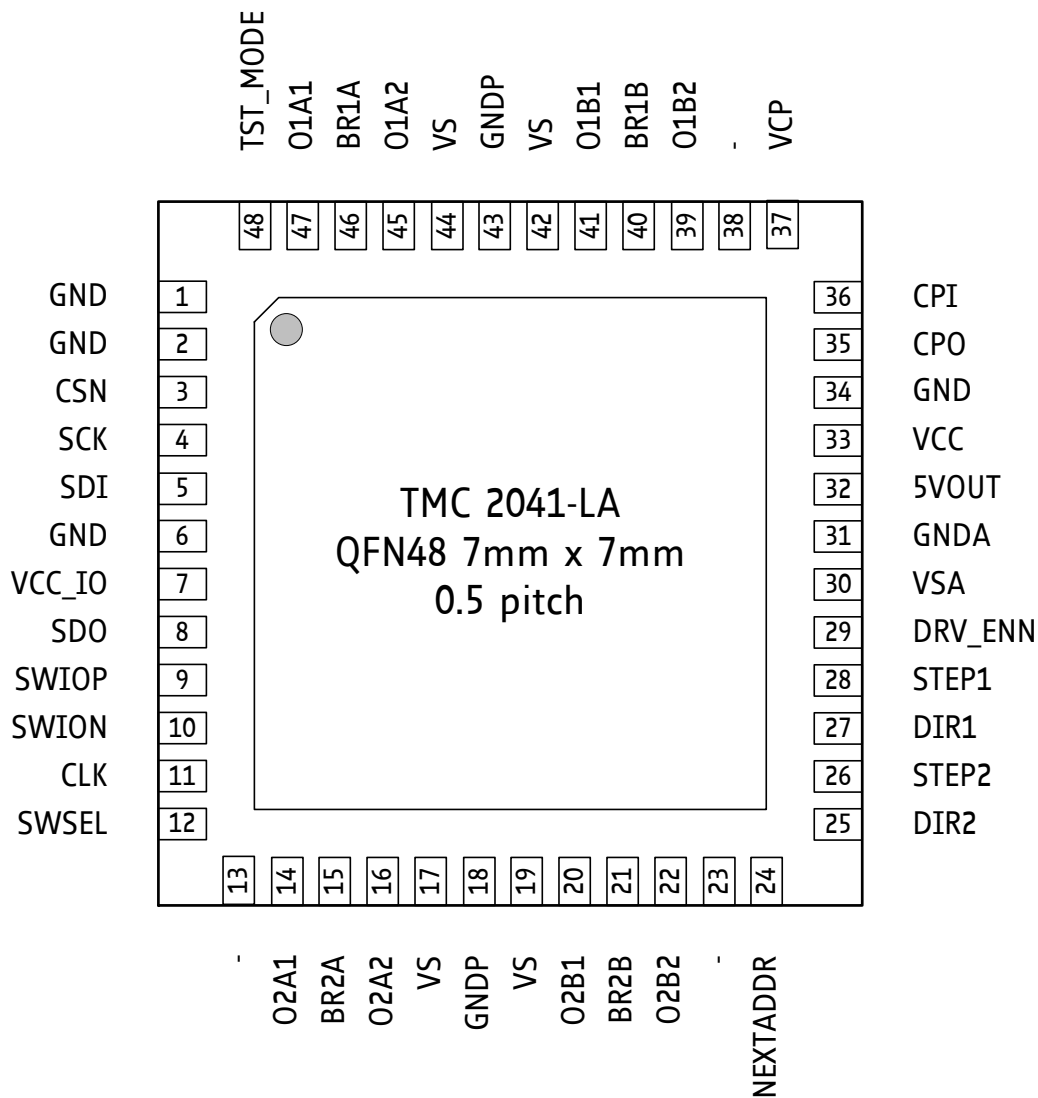 TST_MODE
O1A1
BR1A
O1A2
VS
GNDP
VS
O1B1
BR1B
O1B2
-
VCP
48
47
46
45
44
43
42
41
40
39
38
37
GND 1
GND 2
CSN 3
SCK 4
SDI 5
GND 6
VCC_IO 7
SDO 8
SWIOP 9
SWION 10
CLK 11
SWSEL 12
TMC 2041-LA
QFN48 7mm x 7mm
0.5 pitch
36 CPI
35 CPO
34 GND
33 VCC
32 5VOUT
31 GNDA
30 VSA
29 DRV_ENN
28 STEP1
27 DIR1
26 STEP2
25 DIR2
13
14
15
16
17
18
19
20
21
22
23
24
-
O2A1
BR2A
O2A2
VS
GNDP
VS
O2B1
BR2B
O2B2
-
NEXTADDR